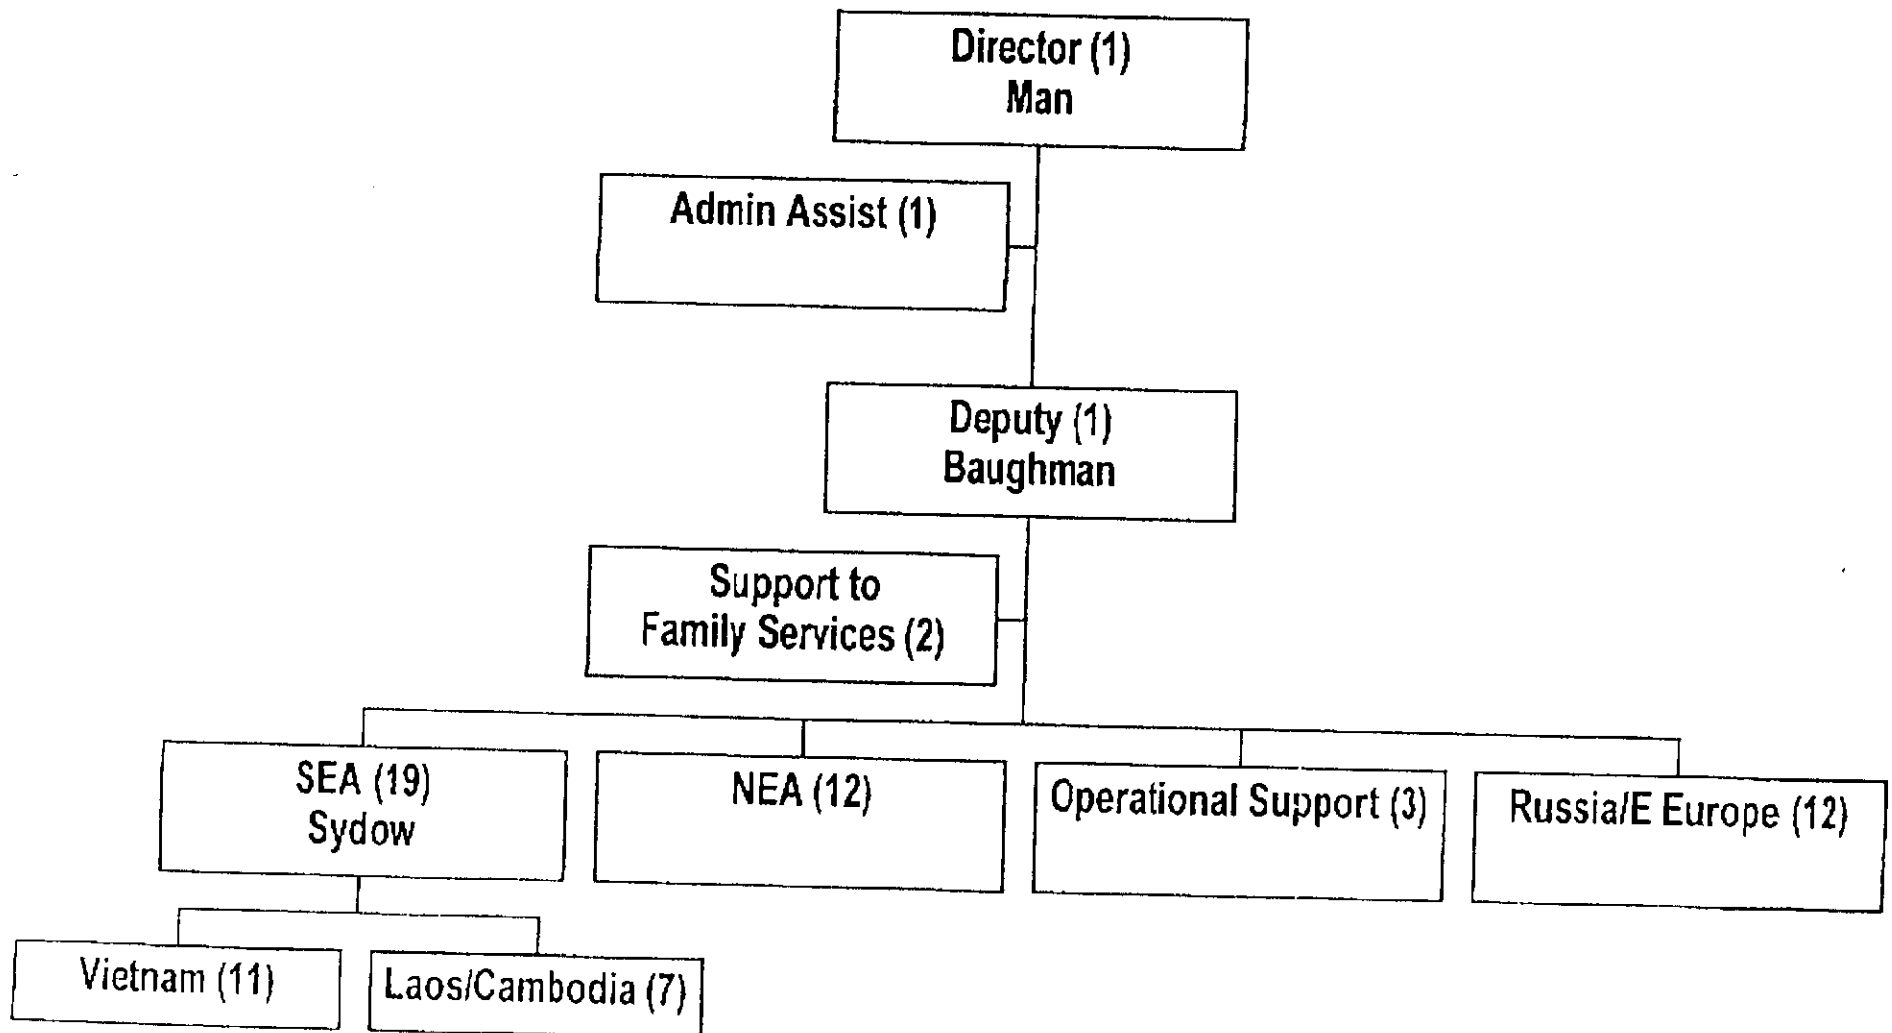 Director (1)
Man
Admin Assist (1)
Deputy (1)
Baughman
Support to
Family Services (2)
SEA (19)
Sydow
NEA (12)
Operational Support (3)
Russia/E Europe (12)
Vietnam (11)
Laos/Cambodia (7)